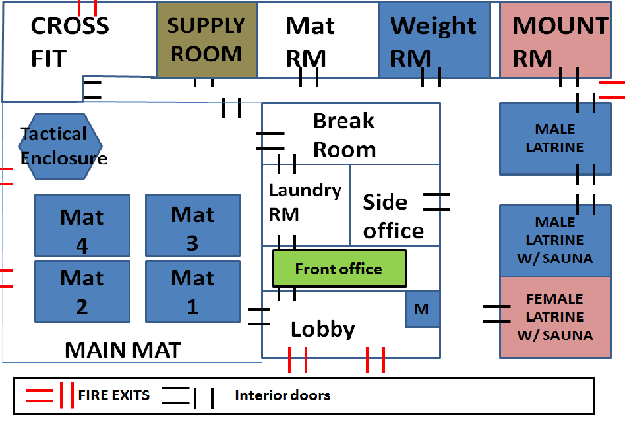 CROSS
FIT
SUPPLY
ROOM
Mat
RM
Weight
RM
MOUNT
RM
Tactical
Enclosure
Break
Room
MALE
LATRINE
Laundry
RM
Side
office
Mat
4
Mat
3
MALE
LATRINE
W/ SAUNA
Front office
Mat
2
Mat
1
M
FEMALE
LATRINE
W/ SAUNA
Lobby
MAIN MAT
FIRE EXITS
Interior doors